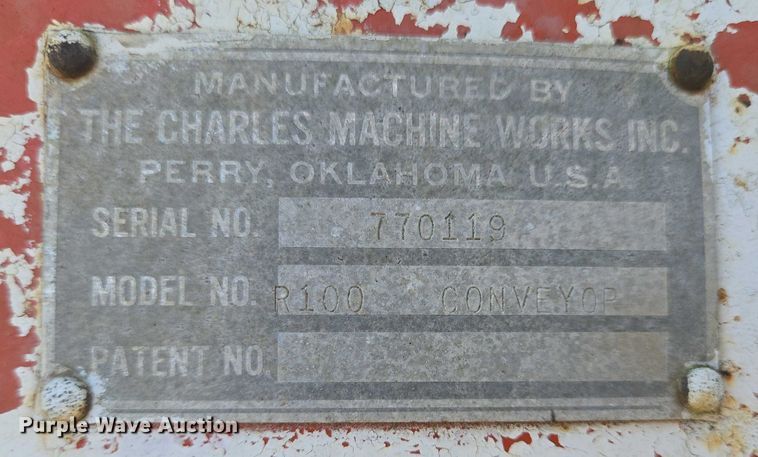 MANUFACTURED BY
THE CHARLES MACHINE WORKS INC.
PERRY, OKLAHOMA U.S.A
SERIAL NO. 770119
MODEL NO. R100 CONVEYOR
PATENT NO.
Purple Wave Auction